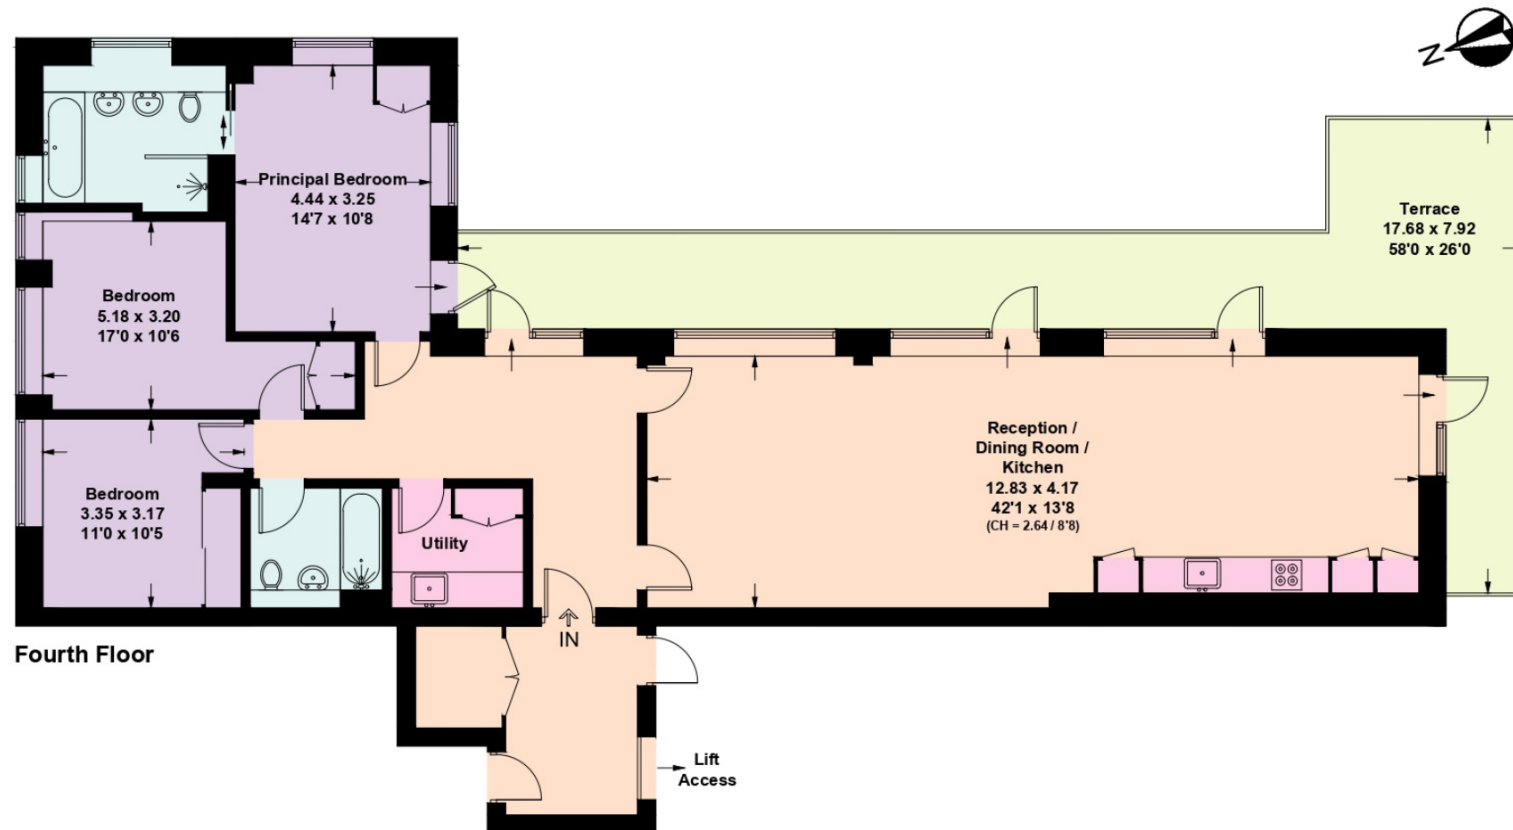 N
Principal Bedroom
4.44 x 3.25
14'7 x 10'8
Terrace
17.68 x 7.92
58'0 x 26'0
Bedroom
5.18 x 3.20
17'0 x 10'6
Reception /
Dining Room /
Kitchen
12.83 x 4.17
42'1 x 13'8
(CH = 2.64 / 8'8)
Bedroom
3.35 x 3.17
11'0 x 10'5
Utility
IN
Fourth Floor
Lift
Access